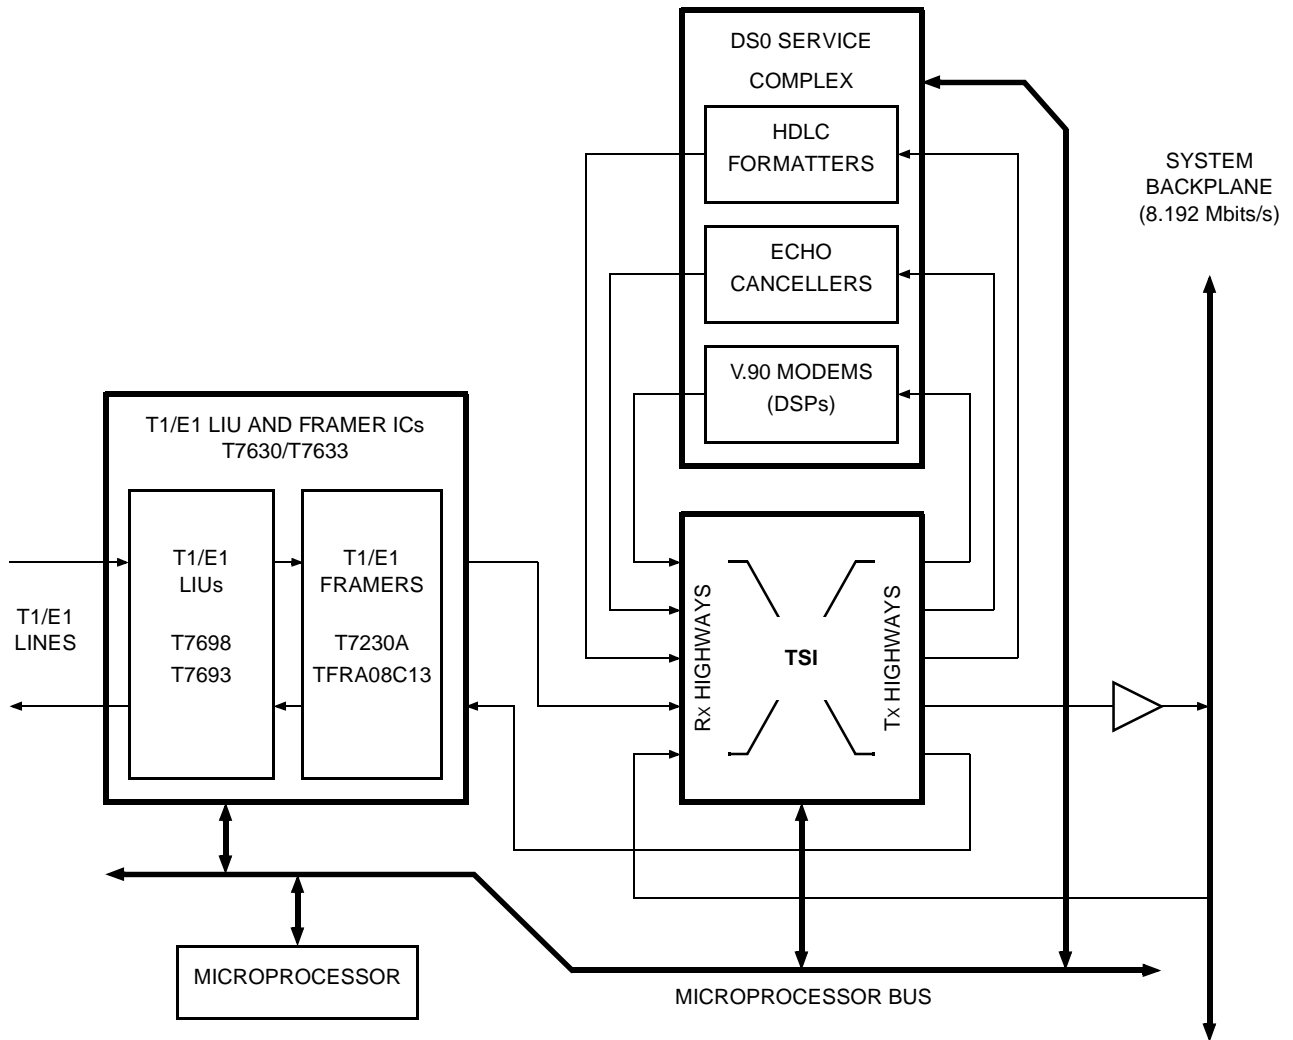 DS0 SERVICE
COMPLEX
HDLC
FORMATTERS
ECHO
CANCELLERS
V.90 MODEMS
(DSPs)
SYSTEM
BACKPLANE
(8.192 Mbits/s)
T1/E1 LIU AND FRAMER ICs
T7630/T7633
T1/E1
LIUs
T7698
T7693
T1/E1
FRAMERS
T7230A
TFRA08C13
T1/E1
LINES
Rx HIGHWAYS
TSI
Tx HIGHWAYS
MICROPROCESSOR
MICROPROCESSOR BUS